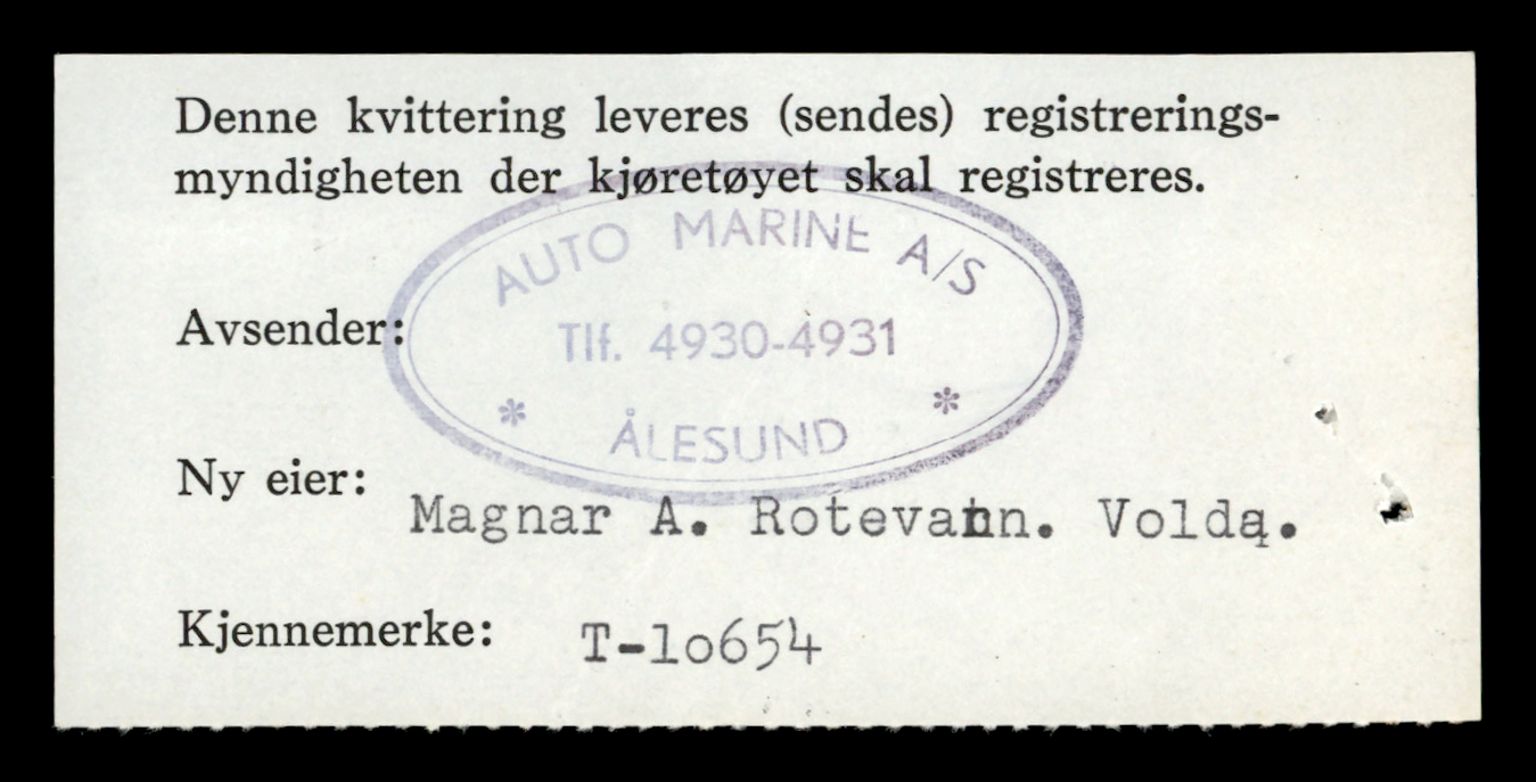 Denne kvittering leveres (sendes) registrerings-
myndigheten der kjøretøyet skal registreres.
AUTO MARINE A/S
Avsender:
Tlf. 4930-4931
* ÅLESUND *
Ny eier:
Magnar A. Rotevatn. Volda.
Kjennemerke: T-10654